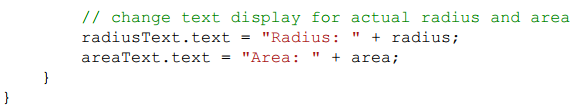 // change text display for actual radius and area
radiusText.text = "Radius: " + radius;
areaText.text = "Area: " + area;
}
}